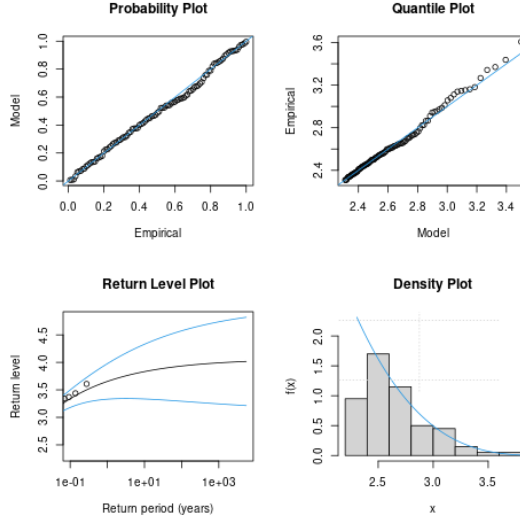 Probability Plot
Model
0.0 0.2 0.4 0.6 0.8 1.0
0.0 0.2 0.4 0.6 0.8 1.0
Empirical
Quantile Plot
Empirical
2.4 2.8 3.2 3.6
2.4 2.6 2.8 3.0 3.2 3.4
Model
Return Level Plot
Return level
2.5 3.0 3.5 4.0 4.5
1e-01 1e+01 1e+03
Return period (years)
Density Plot
f(x)
0.0 0.5 1.0 1.5 2.0
2.5 3.0 3.5
x